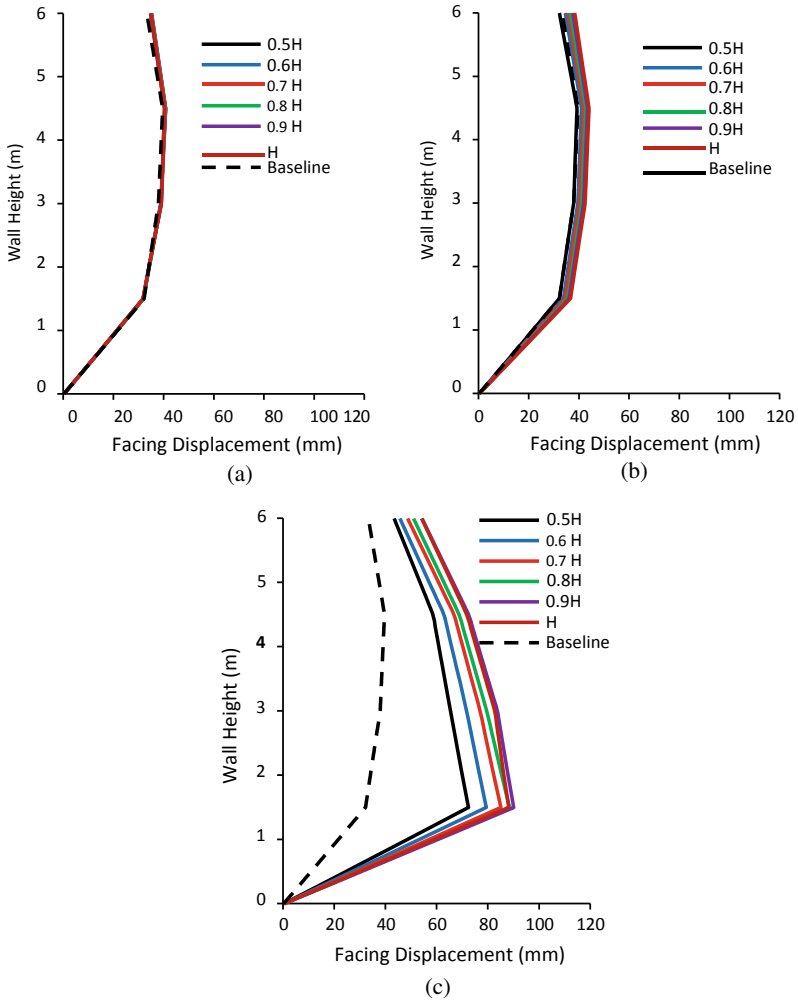 6
5
4
3
2
1
0
Wall Height (m)
0.5H
0.6H
0.7 H
0.8 H
0.9 H
H
Baseline
0 20 40 60 80 100 120
Facing Displacement (mm)
(a)
6
5
4
3
2
1
0
Wall Height (m)
0.5H
0.6H
0.7H
0.8H
0.9H
H
Baseline
0 20 40 60 80 100 120
Facing Displacement (mm)
(b)
6
5
4
3
2
1
0
Wall Height (m)
0.5H
0.6 H
0.7 H
0.8H
0.9H
H
Baseline
0 20 40 60 80 100 120
Facing Displacement (mm)
(c)